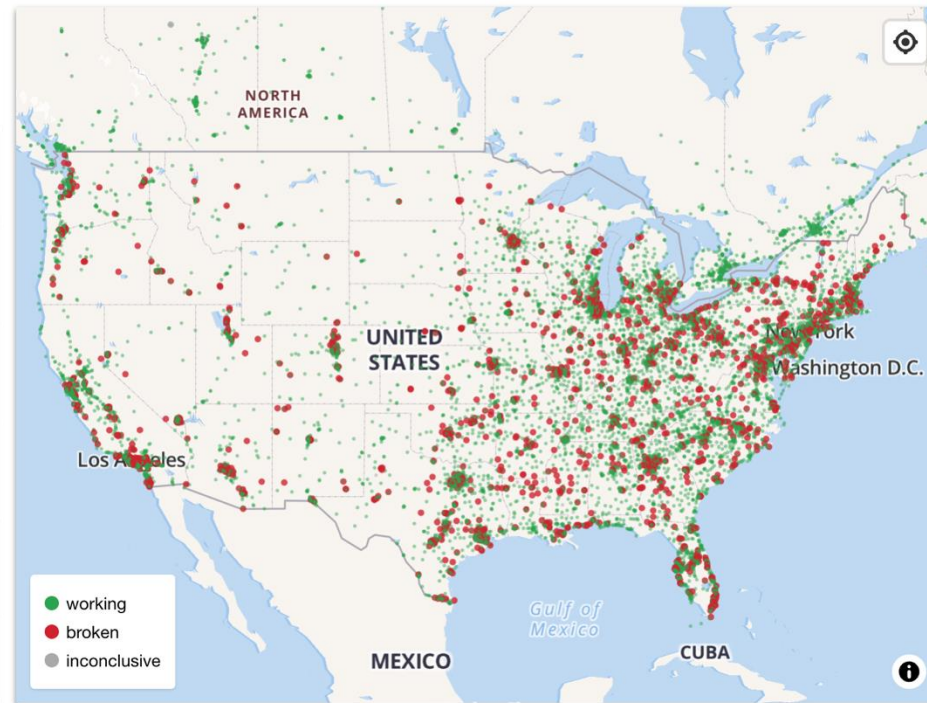 NORTH
AMERICA
UNITED
STATES
New York
Washington D.C.
Los Angeles
working
broken
inconclusive
Gulf of
Mexico
MEXICO
CUBA